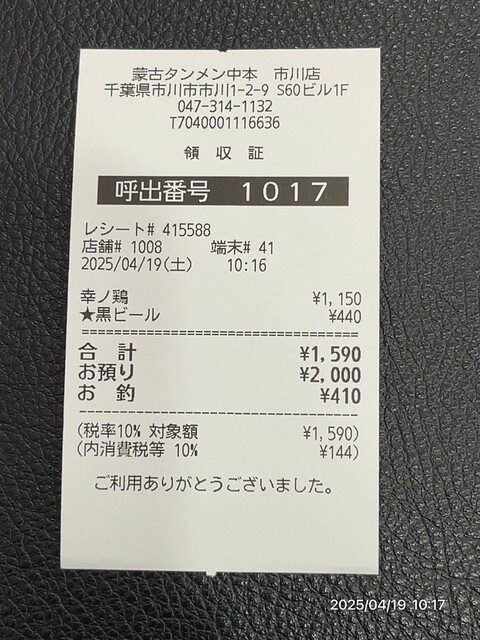 蒙古タンメン中本　市川店
千葉県市川市市川1-2-9 S60ビル1F
047-314-1132
T7040001116636
領 収 証
呼出番号　1017
レシート# 415588
店舗# 1008　端末# 41
2025/04/19(土)　10:16
幸ノ鶏　¥1,150
★黒ビール　¥440
合 計　¥1,590
お預り　¥2,000
お 釣　¥410
(税率10% 対象額　¥1,590)
(内消費税等 10%　¥144)
ご利用ありがとうございました。
2025/04/19 10:17